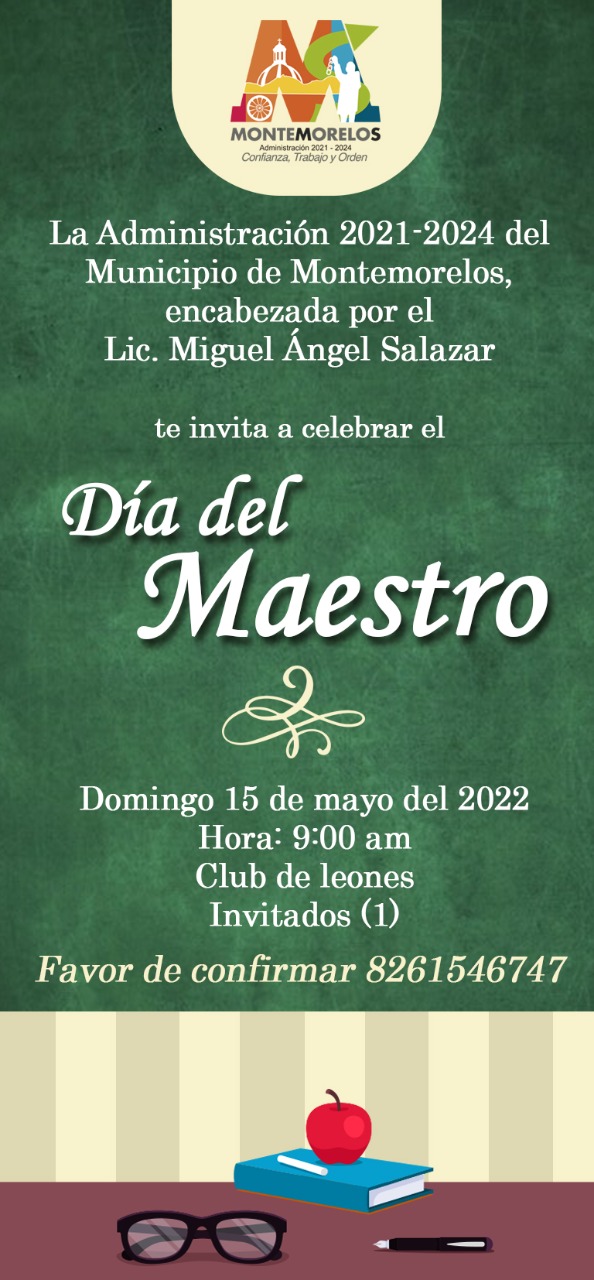 MONTEMORELOS
Administración 2021 - 2024
Confianza, Trabajo y Orden
La Administración 2021-2024 del
Municipio de Montemorelos,
encabezada por el
Lic. Miguel Ángel Salazar
te invita a celebrar el
Día del
Maestro
Domingo 15 de mayo del 2022
Hora: 9:00 am
Club de leones
Invitados (1)
Favor de confirmar 8261546747